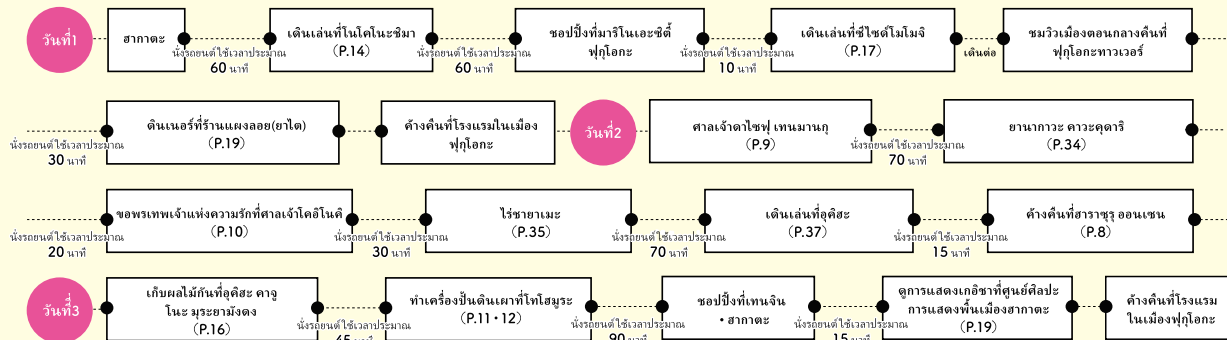 วันที่1
ฮากาตะ
นั่งรถยนต์ใช้เวลาประมาณ
60 นาที
เดินเล่นที่โนโคโนะชิมา
(P.14)
นั่งรถยนต์ใช้เวลาประมาณ
60 นาที
ชอปปิ้งที่มาริโนเอะซิตี้
ฟุกุโอกะ
นั่งรถยนต์ใช้เวลาประมาณ
10 นาที
เดินเล่นที่ซีไซด์โมโมจิ
(P.17)
เดินต่อ
ชมวิวเมืองตอนกลางคืนที่
ฟุกุโอกะทาวเวอร์
นั่งรถยนต์ใช้เวลาประมาณ
30 นาที
ดินเนอร์ที่ร้านแผงลอย(ยาไต)
(P.19)
ค้างคืนที่โรงแรมในเมือง
ฟุกุโอกะ
วันที่2
ศาลเจ้าดาไซฟุ เทนมานกุ
(P.9)
นั่งรถยนต์ใช้เวลาประมาณ
70 นาที
ยานากาวะ คาวะคุดาริ
(P.34)
นั่งรถยนต์ใช้เวลาประมาณ
20 นาที
ขอพรเทพเจ้าแห่งความรักที่ศาลเจ้าโคอิโนคิ
(P.10)
นั่งรถยนต์ใช้เวลาประมาณ
30 นาที
ไร่ชายาเมะ
(P.35)
นั่งรถยนต์ใช้เวลาประมาณ
70 นาที
เดินเล่นที่อุคิฮะ
(P.37)
นั่งรถยนต์ใช้เวลาประมาณ
15 นาที
ค้างคืนที่ฮาราซุรุ ออนเซน
(P.8)
วันที่3
เก็บผลไม้กันที่อุคิฮะ คาจู
โนะ มุระยามังดง
(P.16)
นั่งรถยนต์ใช้เวลาประมาณ
45 นาที
ทำเครื่องปั้นดินเผาที่โทโฮมุระ
(P.11・12)
นั่งรถยนต์ใช้เวลาประมาณ
90 นาที
ชอปปิ้งที่เทนจิน
・ฮากาตะ
นั่งรถยนต์ใช้เวลาประมาณ
15 นาที
ดูการแสดงเกอิชาที่ศูนย์ศิลปะ
การแสดงพื้นเมืองฮากาตะ
(P.19)
ค้างคืนที่โรงแรม
ในเมืองฟุกุโอกะ